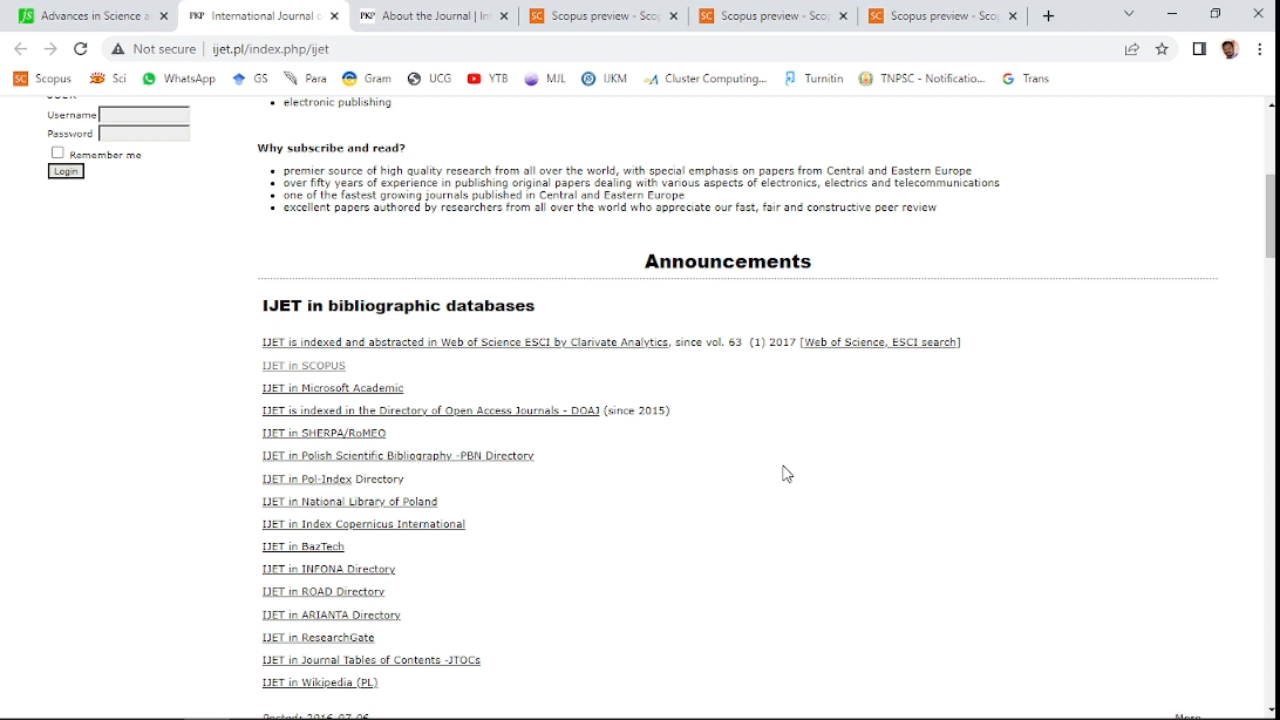 Advances in Science a
International Journal o
About the Journal | Int
Scopus preview - Scop
Scopus preview - Scop
Scopus preview - Scop
Not secure
ijet.pl/index.php/ijet
Scopus
Sci
WhatsApp
GS
Para
Gram
UCG
YTB
MJL
UKM
Cluster Computing...
Turnitin
TNPSC - Notificatio...
Trans
electronic publishing
Username
Password
Remember me
Login
Why subscribe and read?
premier source of high quality research from all over the world, with special emphasis on papers from Central and Eastern Europe
over fifty years of experience in publishing original papers dealing with various aspects of electronics, electrics and telecommunications
one of the fastest growing journals published in Central and Eastern Europe
excellent papers authored by researchers from all over the world who appreciate our fast, fair and constructive peer review
Announcements
IJET in bibliographic databases
IJET is indexed and abstracted in Web of Science ESCI by Clarivate Analytics, since vol. 63 (1) 2017 [Web of Science, ESCI search]
IJET in SCOPUS
IJET in Microsoft Academic
IJET is indexed in the Directory of Open Access Journals - DOAJ (since 2015)
IJET in SHERPA/RoMEO
IJET in Polish Scientific Bibliography -PBN Directory
IJET in Pol-Index Directory
IJET in National Library of Poland
IJET in Index Copernicus International
IJET in BazTech
IJET in INFONA Directory
IJET in ROAD Directory
IJET in ARIANTA Directory
IJET in ResearchGate
IJET in Journal Tables of Contents -JTOCs
IJET in Wikipedia (PL)
Posted: 2016-07-06
More